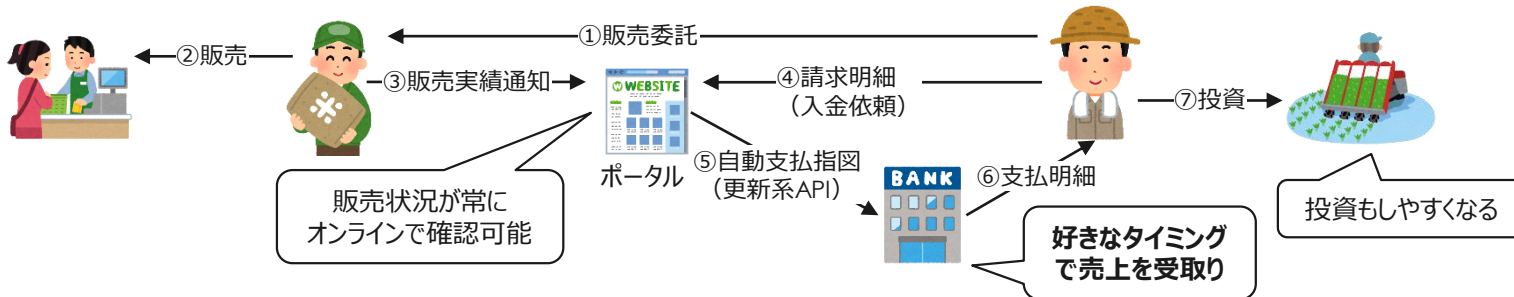 ①販売委託
②販売
③販売実績通知
米
WEBSITE
ポータル
④請求明細
（入金依頼）
⑤自動支払指図
（更新系API）
BANK
⑥支払明細
⑦投資
販売状況が常に
オンラインで確認可能
好きなタイミング
で売上を受取り
投資もしやすくなる